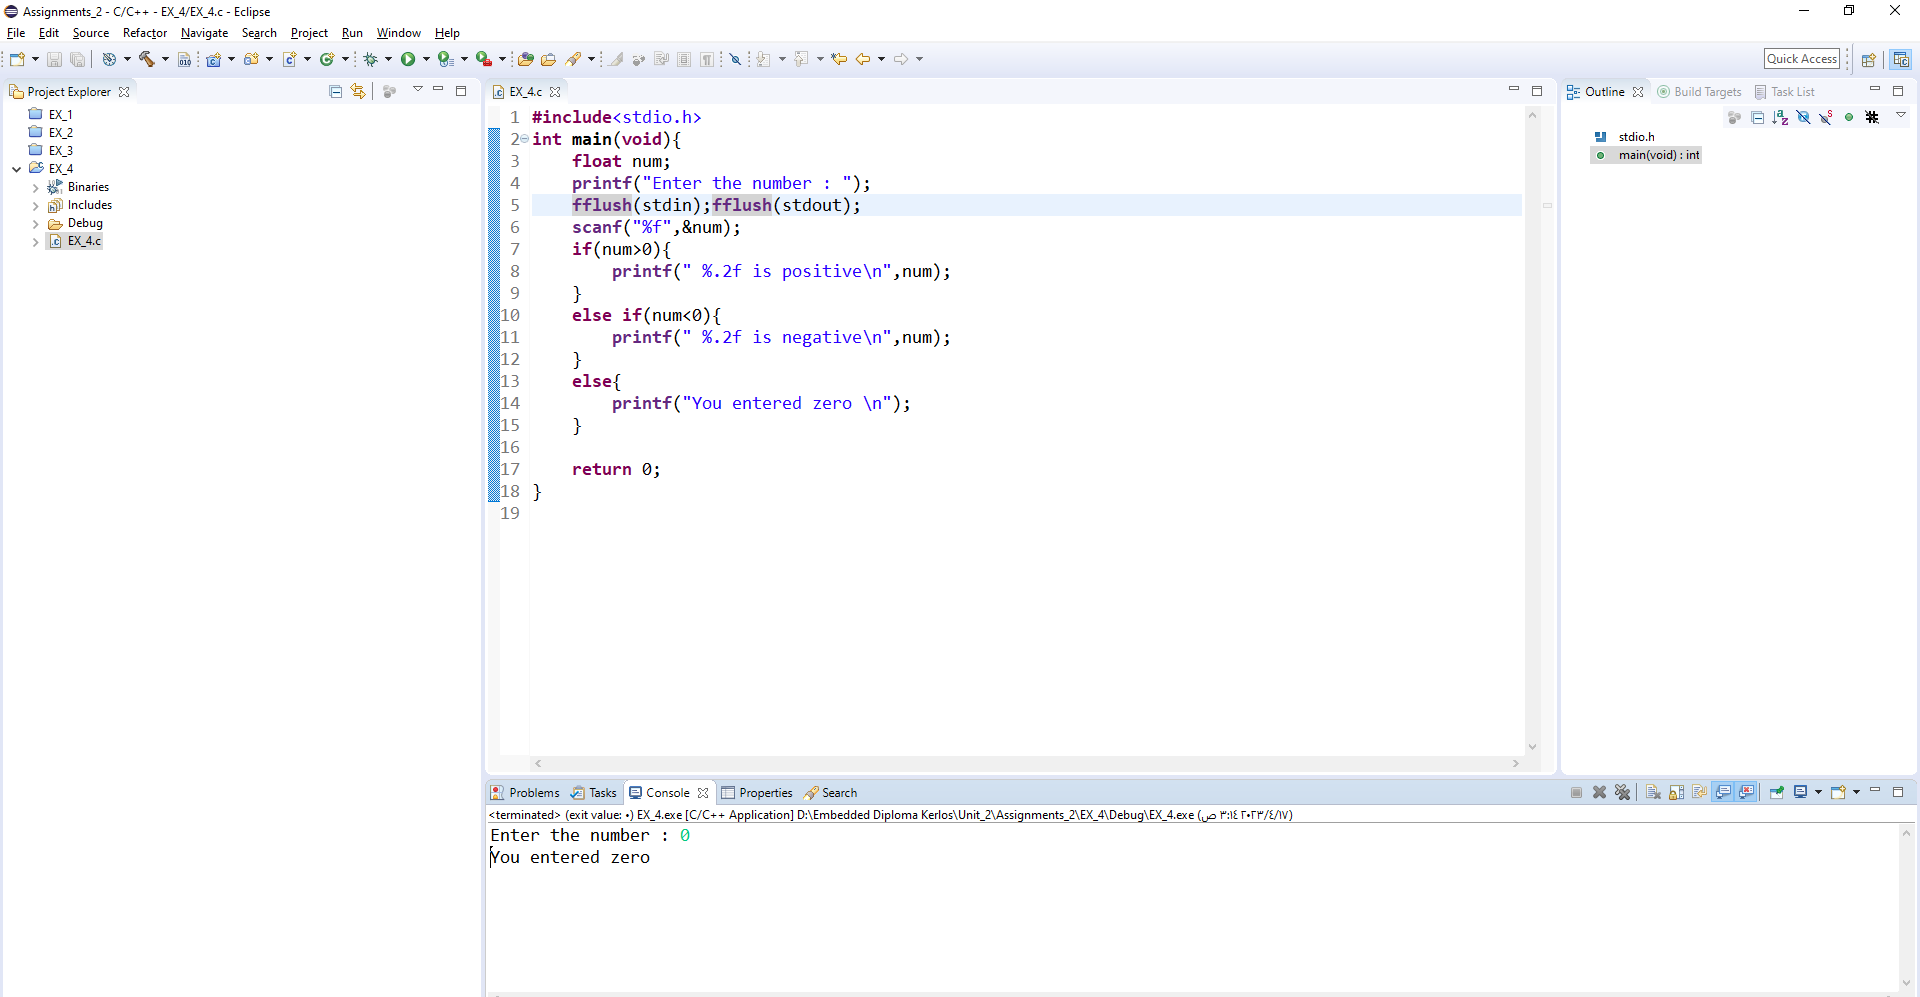 Assignments_2 - C/C++ - EX_4/EX_4.c - Eclipse
File Edit Source Refactor Navigate Search Project Run Window Help
Quick Access
Project Explorer
EX_1
EX_2
EX_3
EX_4
Binaries
Includes
Debug
EX_4.c
EX_4.c
1 #include<stdio.h>
2 int main(void){
3     float num;
4     printf("Enter the number : ");
5     fflush(stdin);fflush(stdout);
6     scanf("%f",&num);
7     if(num>0){
8         printf(" %.2f is positive\n",num);
9     }
10     else if(num<0){
11         printf(" %.2f is negative\n",num);
12     }
13     else{
14         printf("You entered zero \n");
15     }
16
17     return 0;
18 }
19
Outline Build Targets Task List
stdio.h
main(void) : int
Problems Tasks Console Properties Search
<terminated> (exit value: ٠) EX_4.exe [C/C++ Application] D:\Embedded Diploma Kerlos\Unit_2\Assignments_2\EX_4\Debug\EX_4.exe (٢٠٢٣/٤/١٧ ٣:١٤ ص)
Enter the number : 0
You entered zero